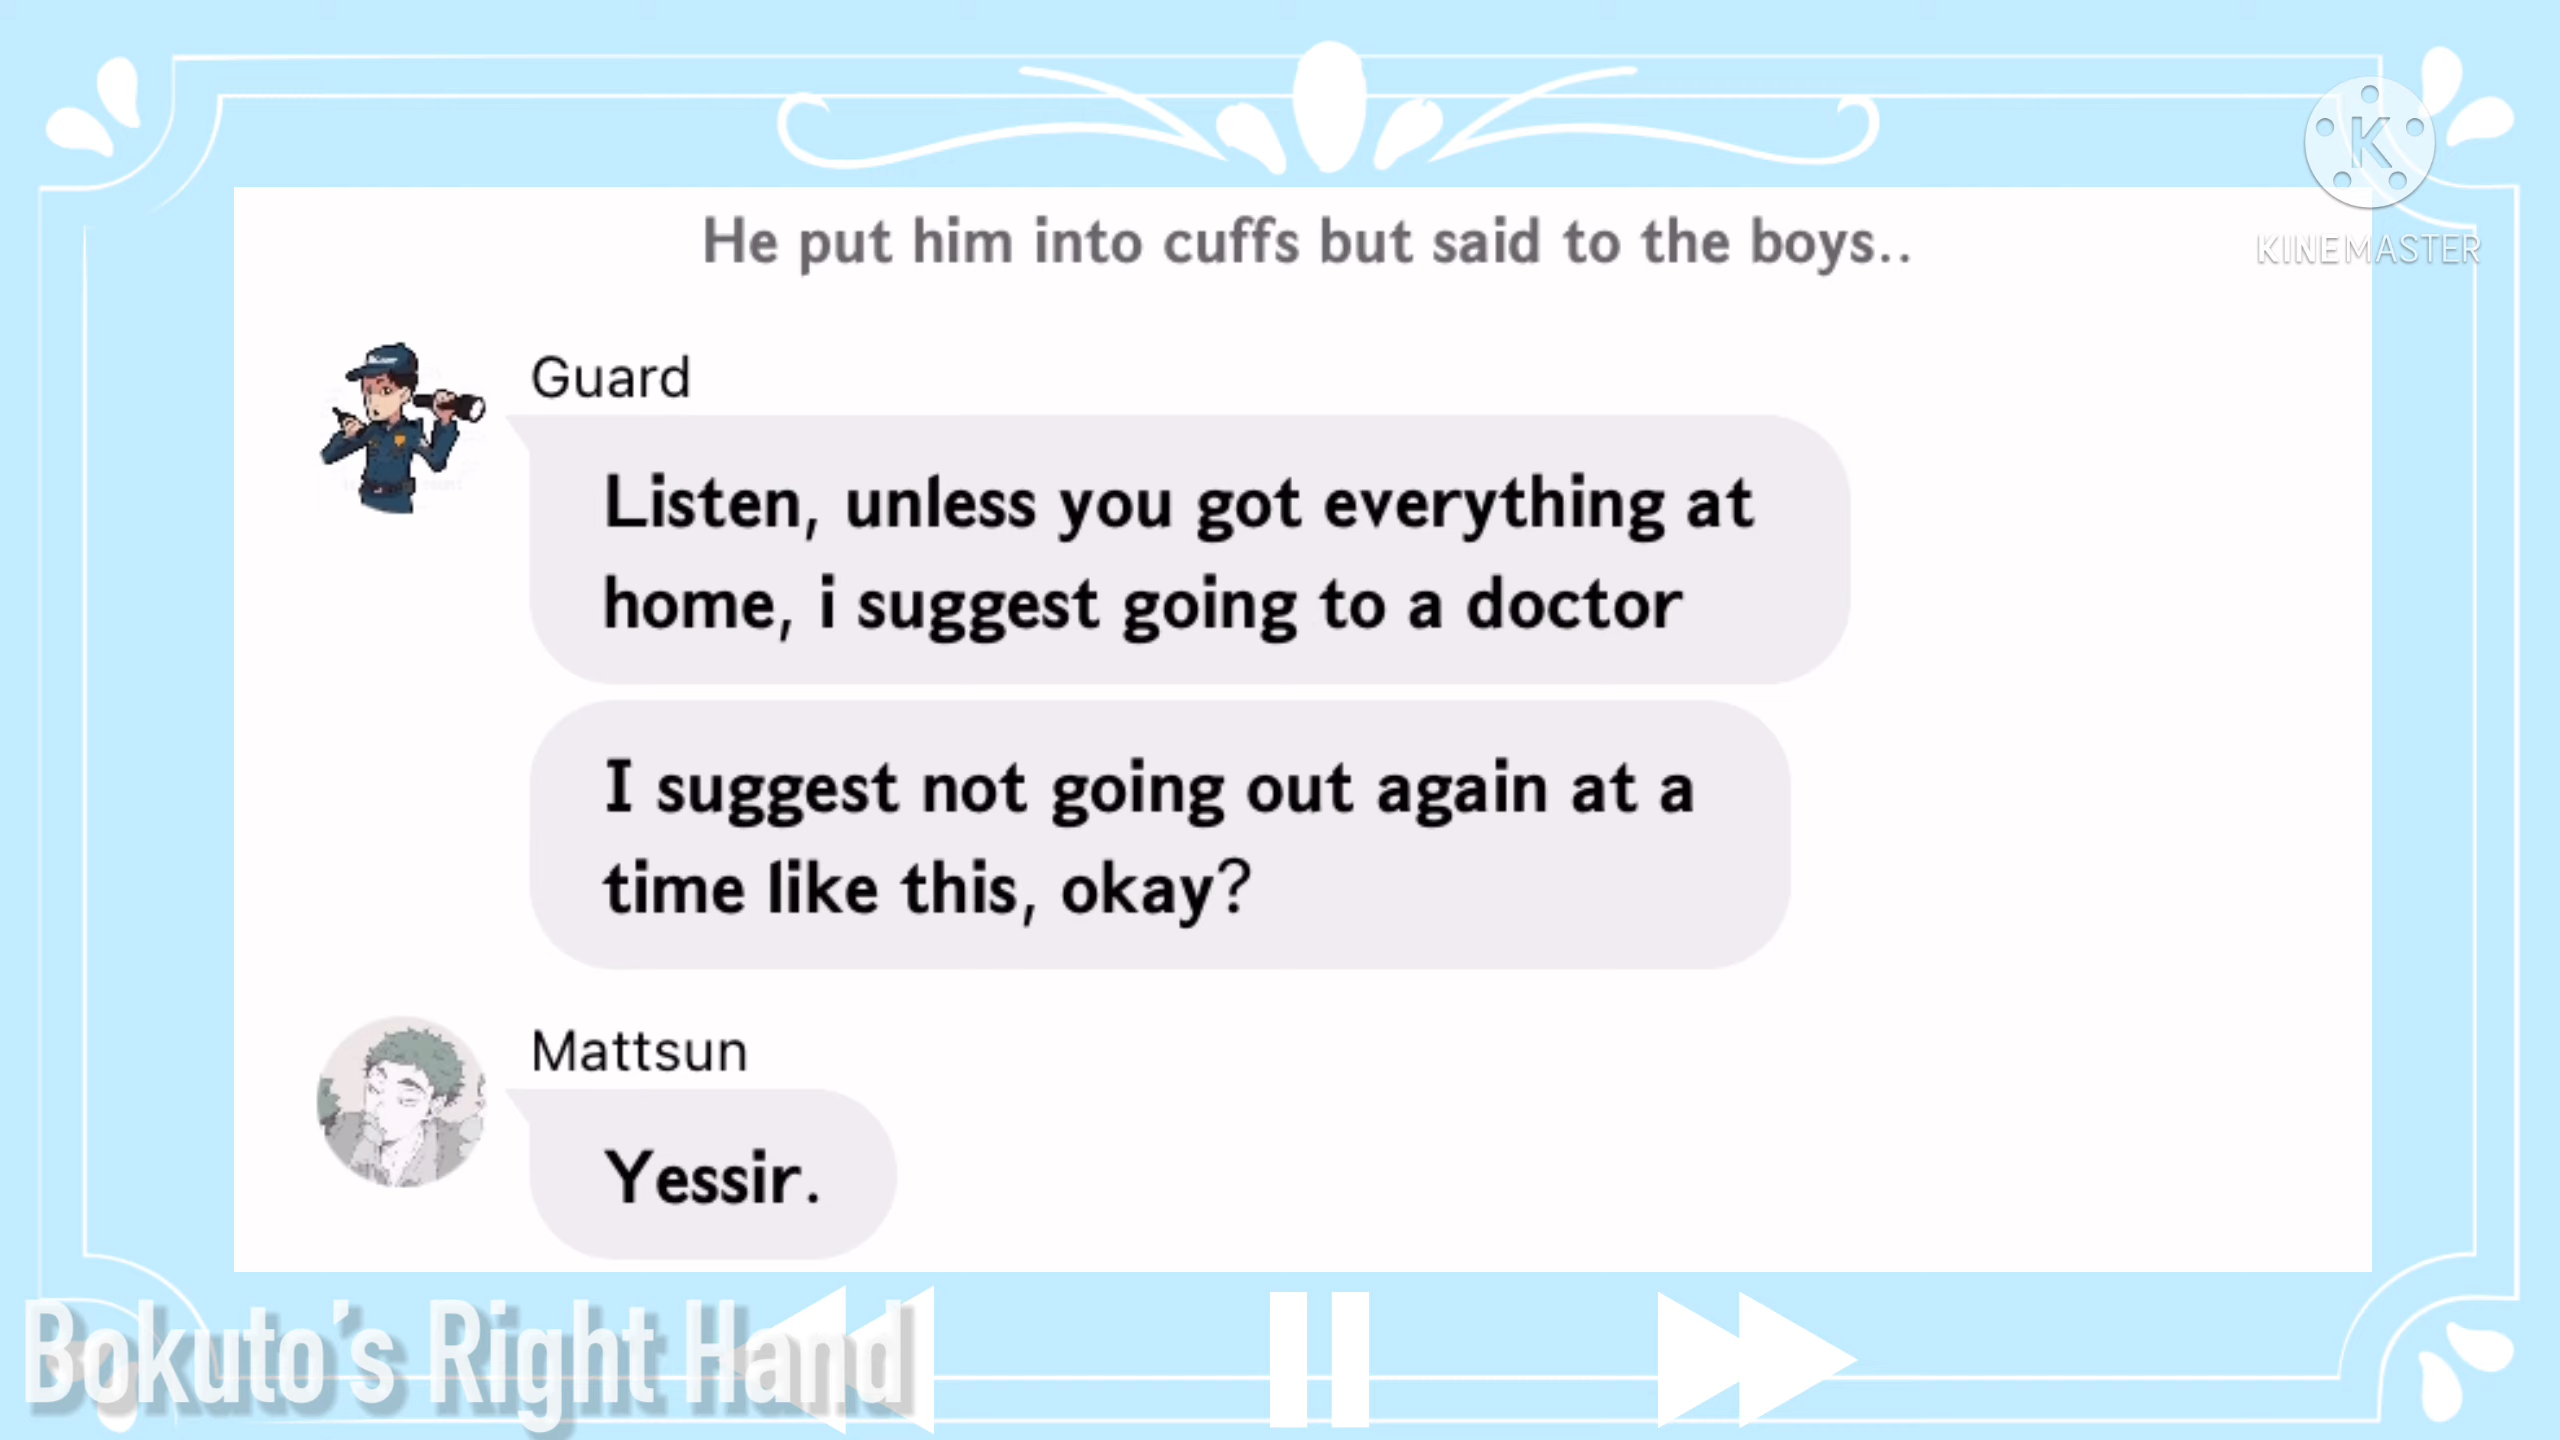 He put him into cuffs but said to the boys..
K
KINEMASTER
Guard
Listen, unless you got everything at
home, i suggest going to a doctor
I suggest not going out again at a
time like this, okay?
Mattsun
Yessir.
Bokuto's Right Hand